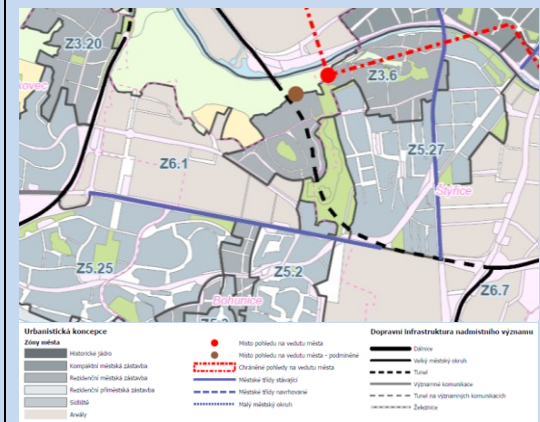 Z3.20
Z3.6
Z5.27
Z6.1
Štýřice
Z5.25
Z5.2
Z6.7
Bohunice
Urbanistická koncepce
Zóny města
Historické jádro
Kompaktní městská zástavba
Rezidenční městská zástavba
Rezidenční příměstská zástavba
Sídliště
Areály
Místo pohledu na vedutu města
Místo pohledu na vedutu města - podmíněné
Chráněné pohledy na vedutu města
Městské třídy stávající
Městské třídy navrhované
Malý městský okruh
Dopravní infrastruktura nadmístního významu
Dálnice
Velký městský okruh
Tunel
Významné komunikace
Tunel na významných komunikacích
Železnice